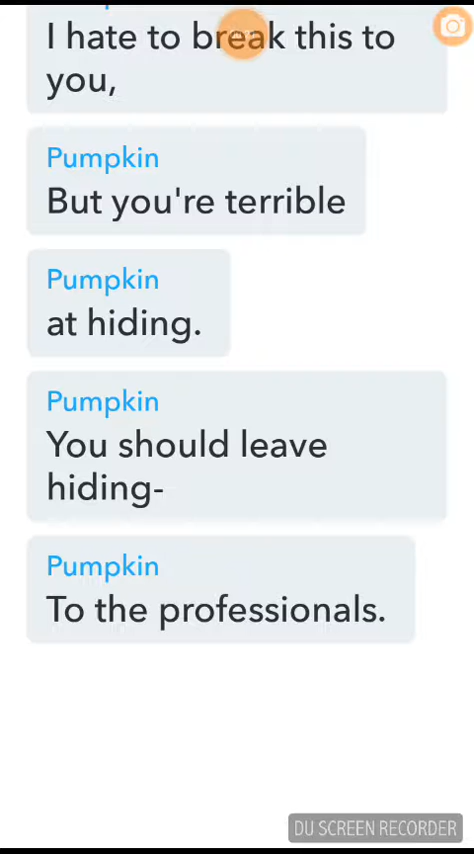 I hate to break this to
you,
Pumpkin
But you're terrible
Pumpkin
at hiding.
Pumpkin
You should leave
hiding-
Pumpkin
To the professionals.
DU SCREEN RECORDER